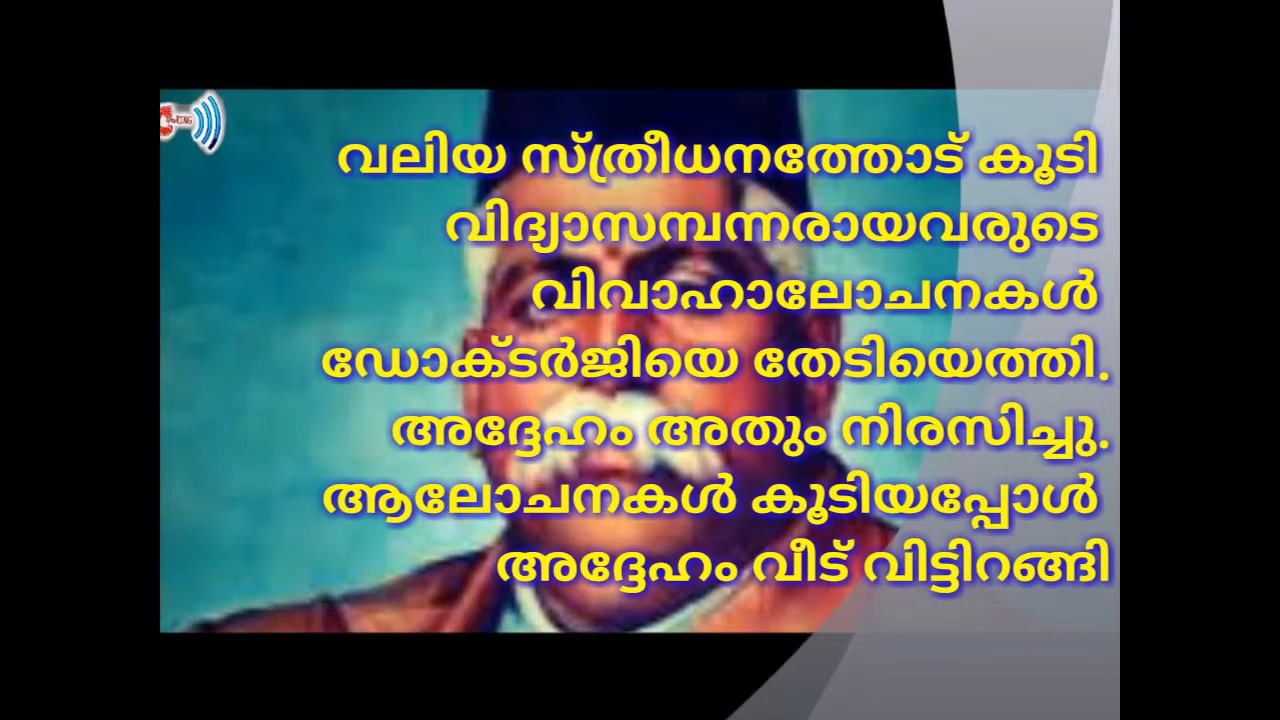 വലിയ സ്ത്രീധനത്തോട് കൂടി
വിദ്യാസമ്പന്നരായവരുടെ
വിവാഹാലോചനകൾ
ഡോക്ടർജിയെ തേടിയെത്തി.
അദ്ദേഹം അതും നിരസിച്ചു.
ആലോചനകൾ കൂടിയപ്പോൾ
അദ്ദേഹം വീട് വിട്ടിറങ്ങി